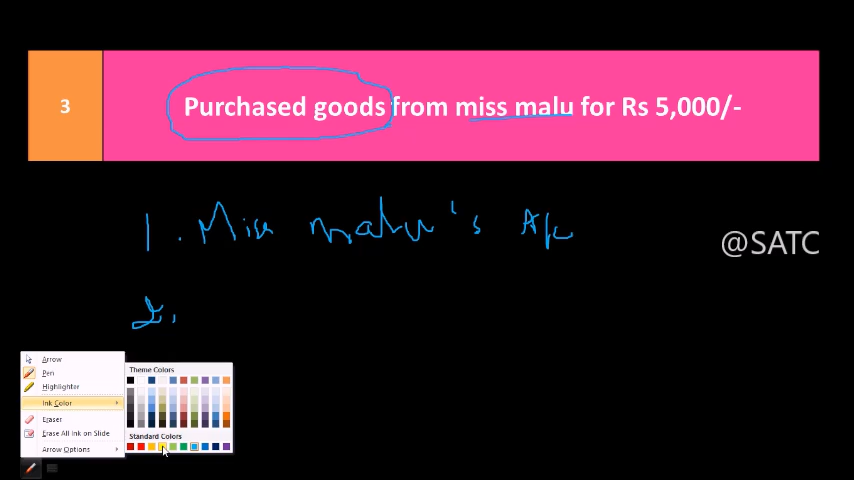 3
Purchased goods from miss malu for Rs 5,000/-
1. Miss malu's A/c
@SATC
2.
Arrow
Pen
Highlighter
Ink Color
Eraser
Erase All Ink on Slide
Arrow Options
Theme Colors
Standard Colors